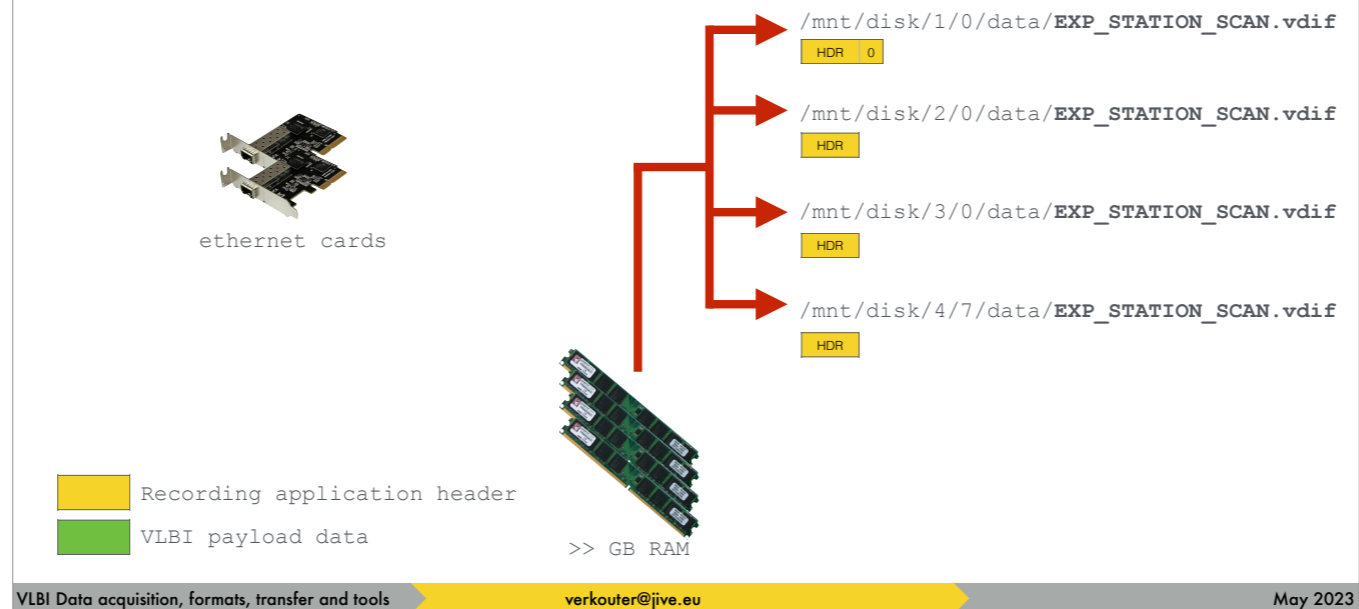 /mnt/disk/1/0/data/EXP_STATION_SCAN.vdif
HDR 0
/mnt/disk/2/0/data/EXP_STATION_SCAN.vdif
HDR
/mnt/disk/3/0/data/EXP_STATION_SCAN.vdif
HDR
ethernet cards
/mnt/disk/4/7/data/EXP_STATION_SCAN.vdif
HDR
Recording application header
VLBI payload data
>> GB RAM
VLBI Data acquisition, formats, transfer and tools verkouter@jive.eu May 2023